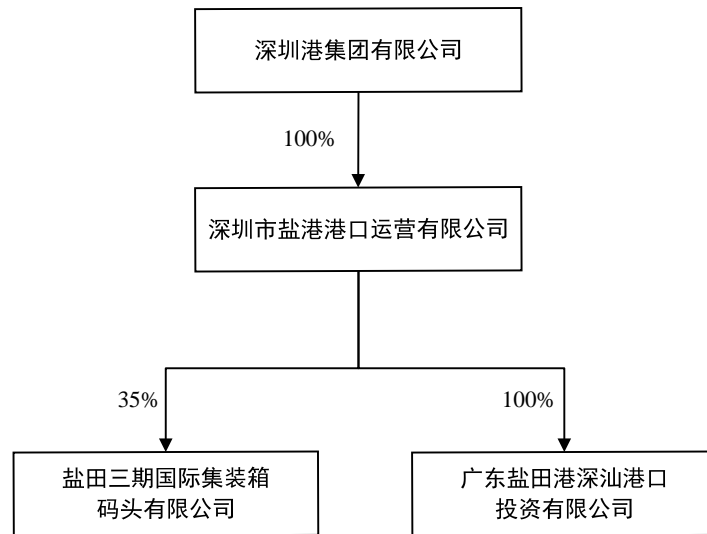 深圳港集团有限公司
100%
深圳市盐港港口运营有限公司
35%
100%
盐田三期国际集装箱
码头有限公司
广东盐田港深汕港口
投资有限公司